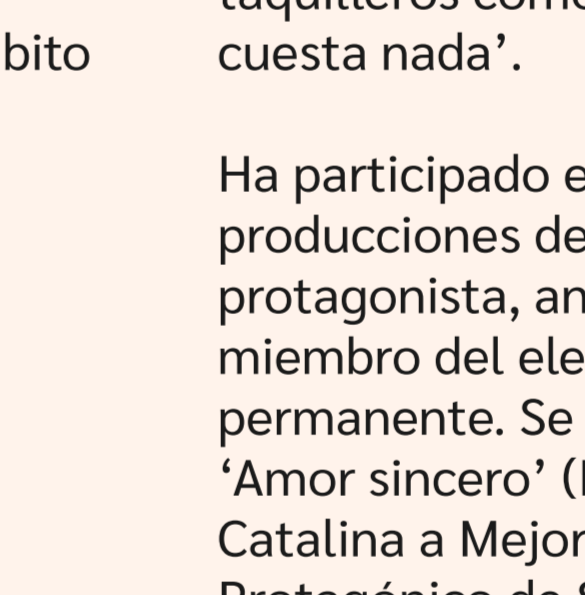 bito
cuesta nada’.
Ha participado e
producciones de
protagonista, an
miembro del ele
permanente. Se
‘Amor sincero’ (
Catalina a Mejor